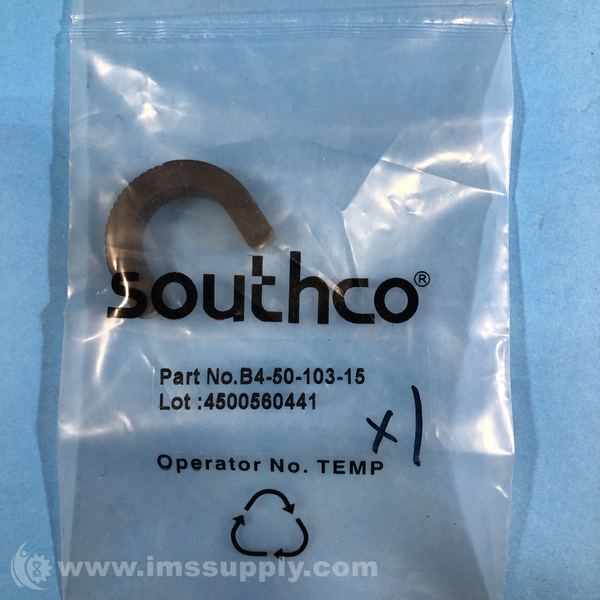 southco®
Part No.B4-50-103-15
Lot :4500560441
x1
Operator No. TEMP
www.imssupply.com